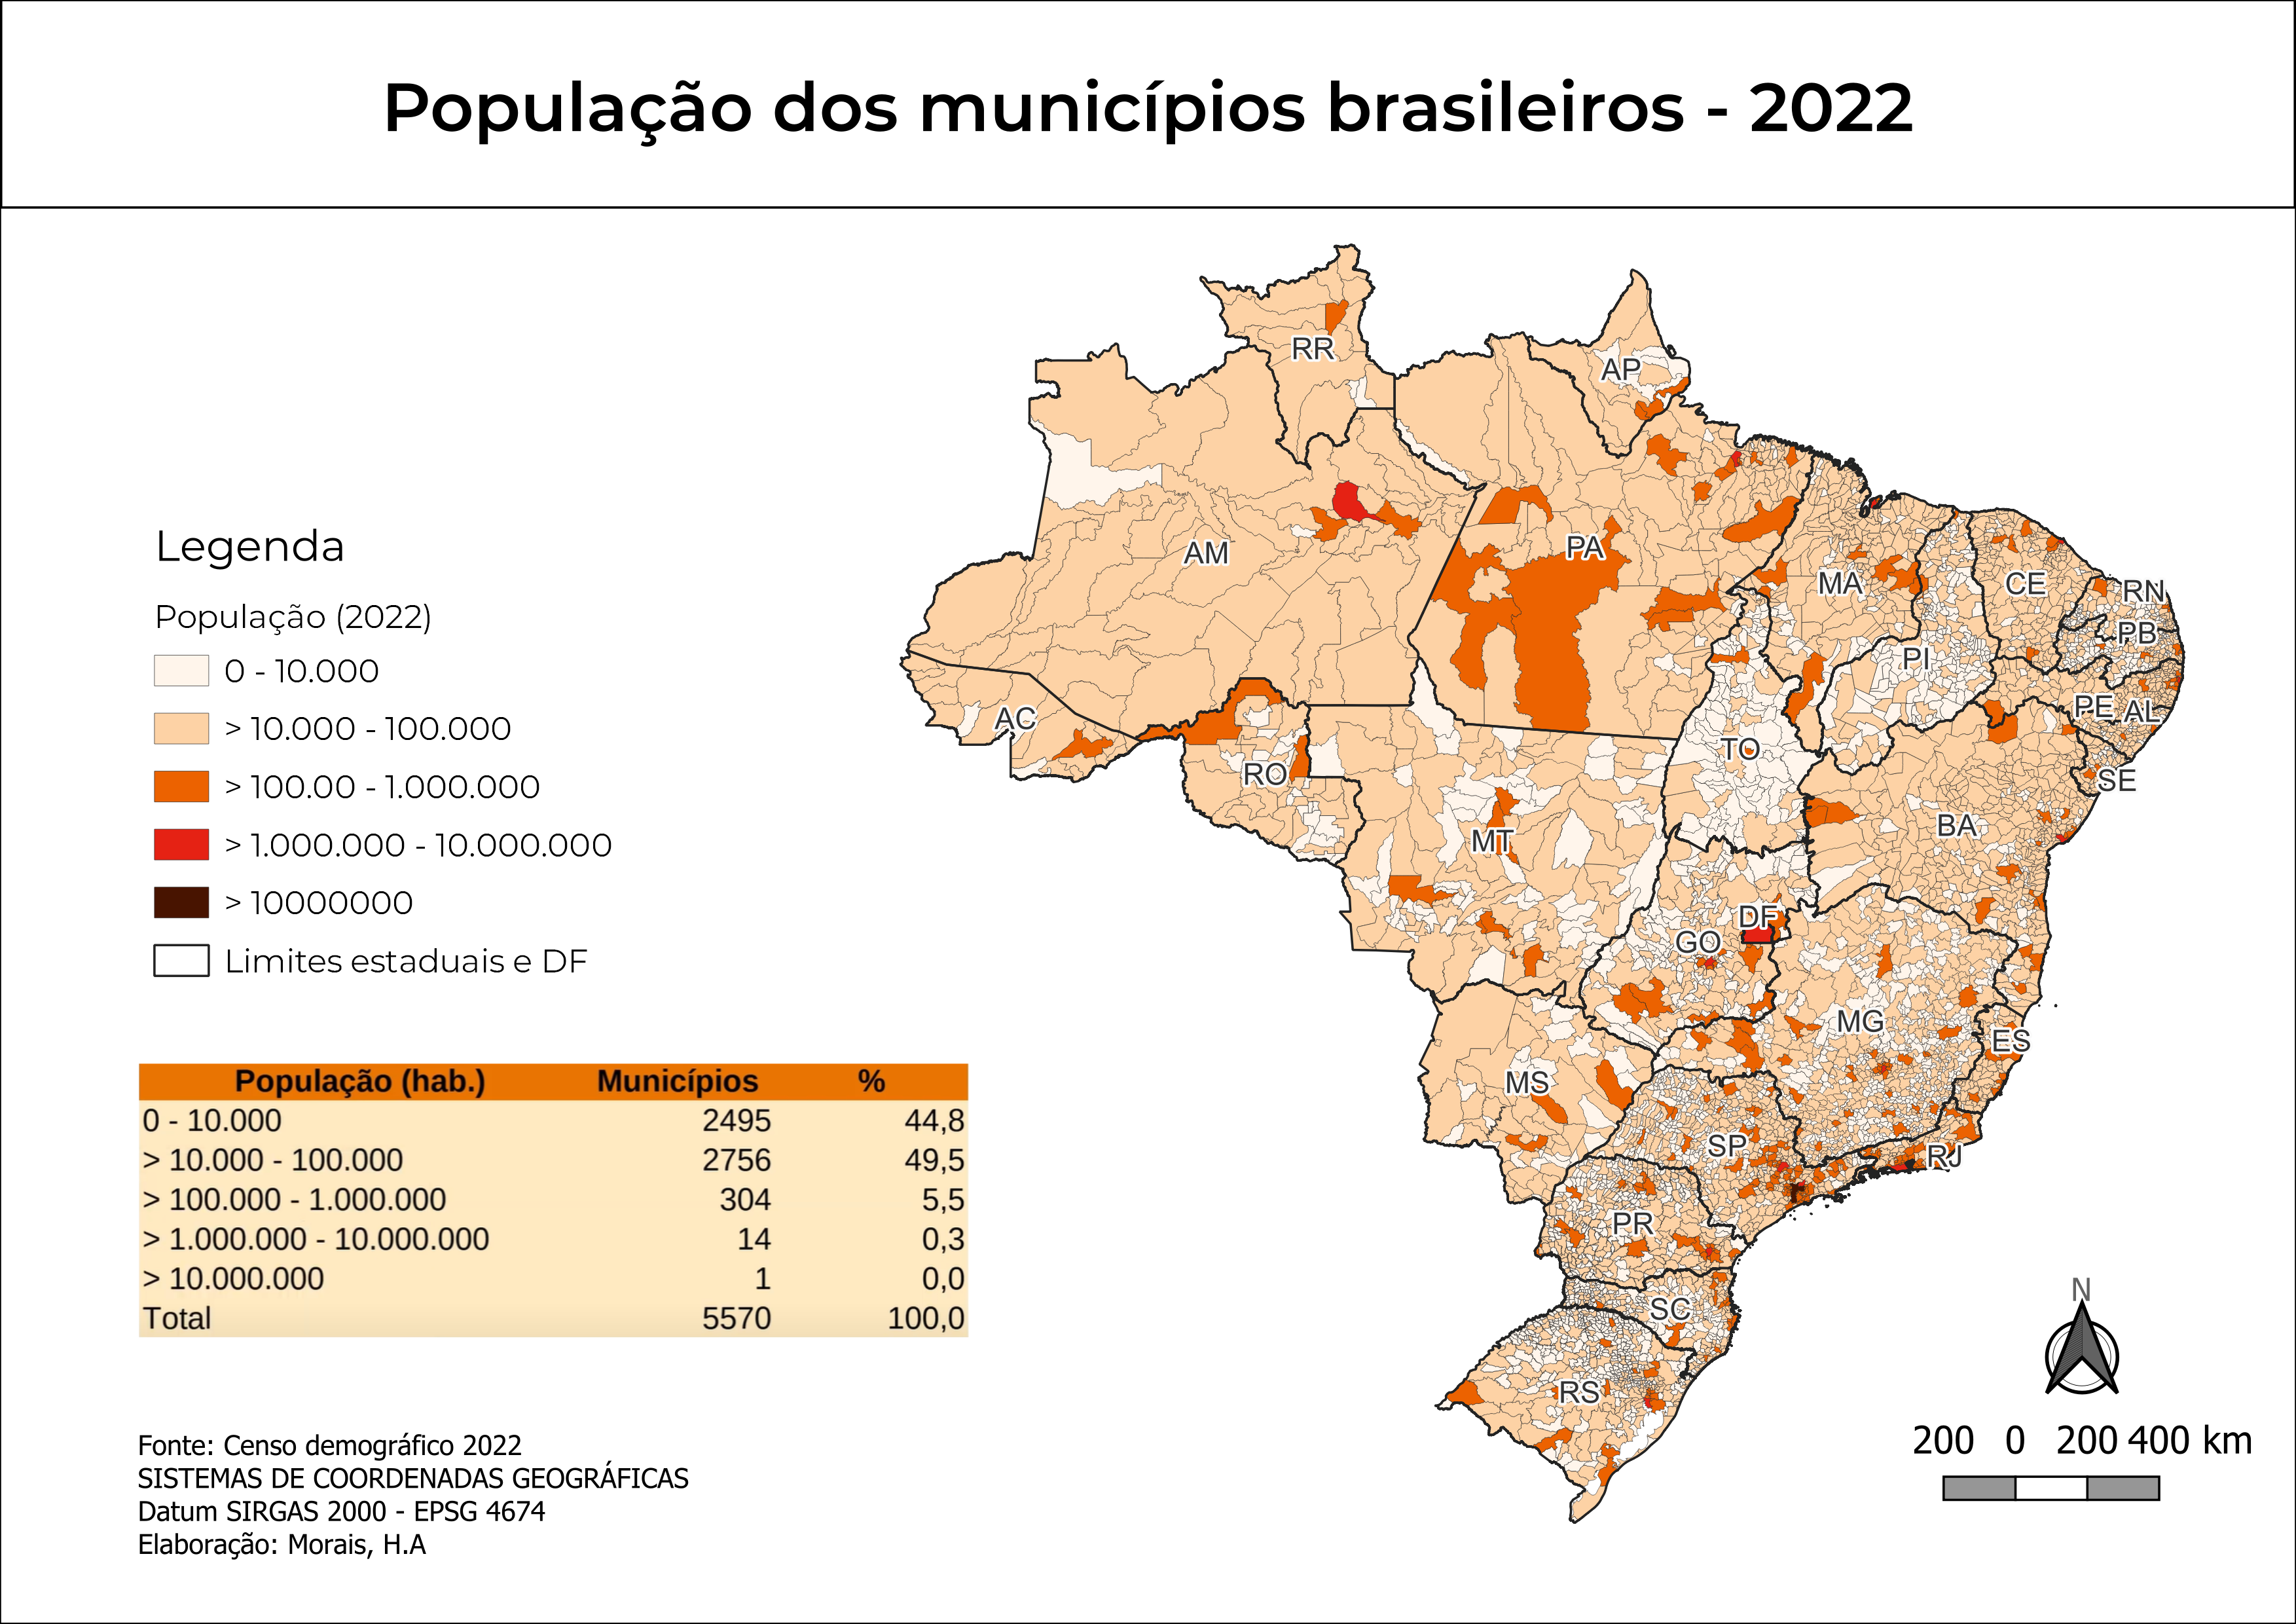 População dos municípios brasileiros - 2022
Legenda
População (2022)
0 - 10.000
> 10.000 - 100.000
> 100.00 - 1.000.000
> 1.000.000 - 10.000.000
> 10000000
Limites estaduais e DF
População (hab.) Municípios %
0 - 10.000 2495 44,8
> 10.000 - 100.000 2756 49,5
> 100.000 - 1.000.000 304 5,5
> 1.000.000 - 10.000.000 14 0,3
> 10.000.000 1 0,0
Total 5570 100,0
Fonte: Censo demográfico 2022
SISTEMAS DE COORDENADAS GEOGRÁFICAS
Datum SIRGAS 2000 - EPSG 4674
Elaboração: Morais, H.A
RR
AP
AM
PA
MA
CE
RN
PB
PI
PE
AL
AC
TO
RO
SE
BA
MT
DF
GO
MG
ES
MS
SP
RJ
PR
SC
RS
N
200 0 200 400 km